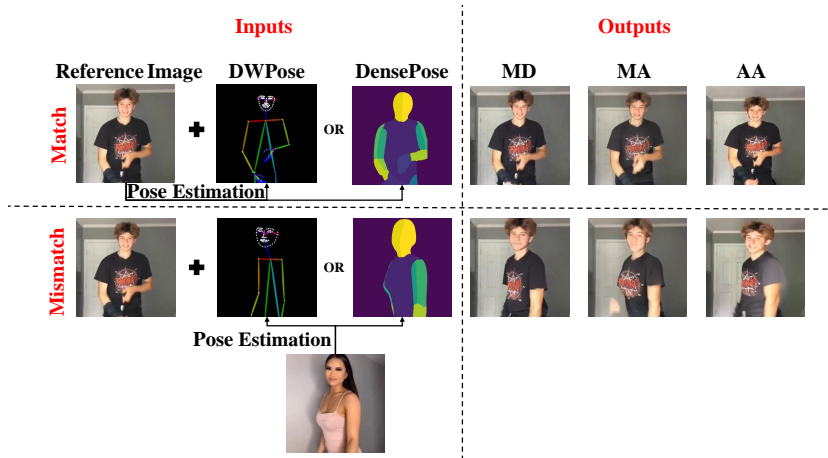 Inputs
Outputs
Reference Image
DWPose
DensePose
MD
MA
AA
Match
OR
Pose Estimation
Mismatch
OR
Pose Estimation